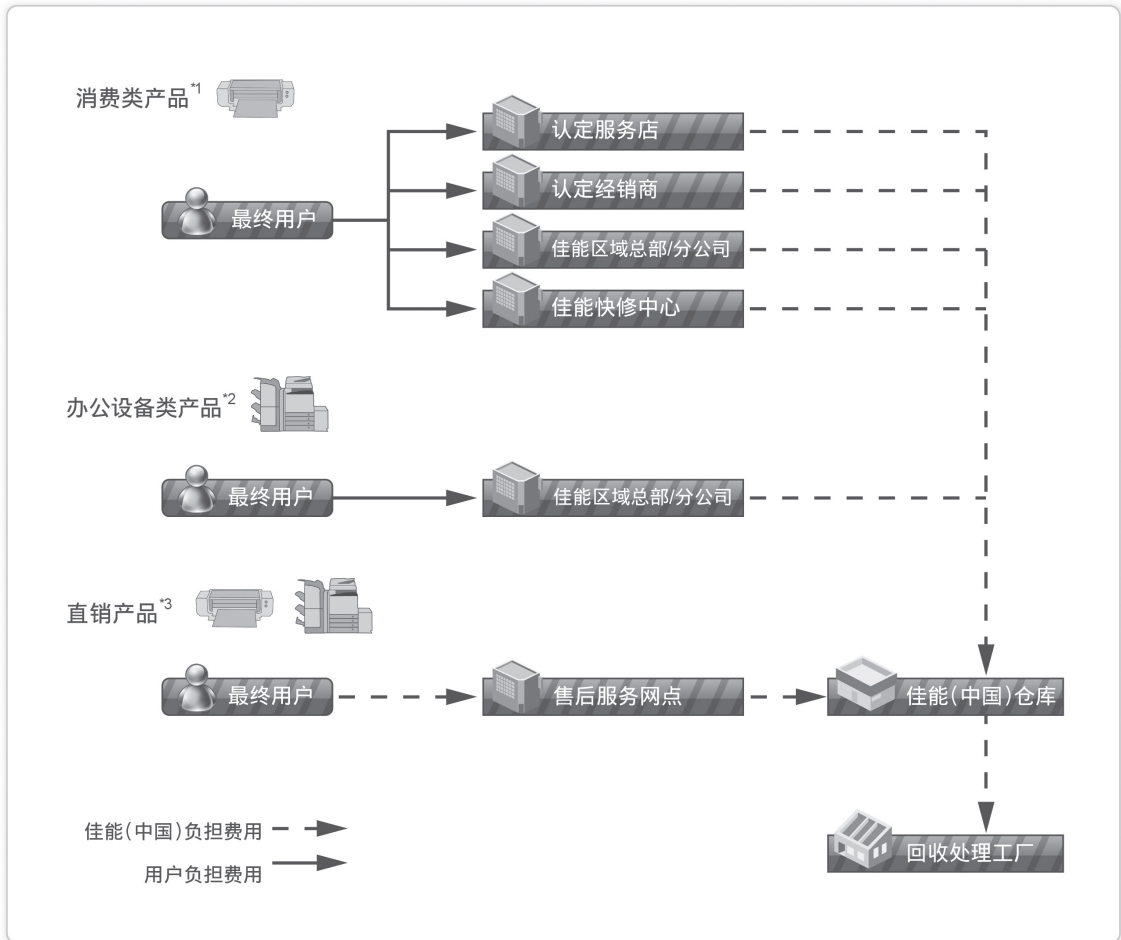 消费类产品*1
认定服务店
认定经销商
最终用户
佳能区域总部/分公司
佳能快修中心
办公设备类产品*2
最终用户
佳能区域总部/分公司
直销产品*3
最终用户
售后服务网点
佳能(中国)仓库
佳能(中国)负担费用
用户负担费用
回收处理工厂